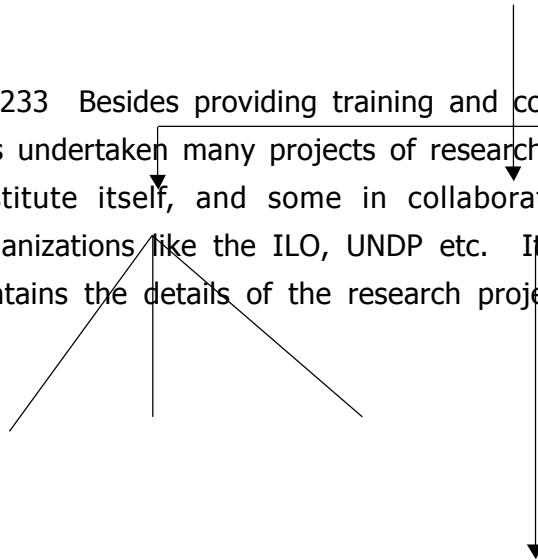 233 Besides providing training and co
s undertaken many projects of research
stitute itself, and some in collaborat
anizations like the ILO, UNDP etc. It
ntains the details of the research proje